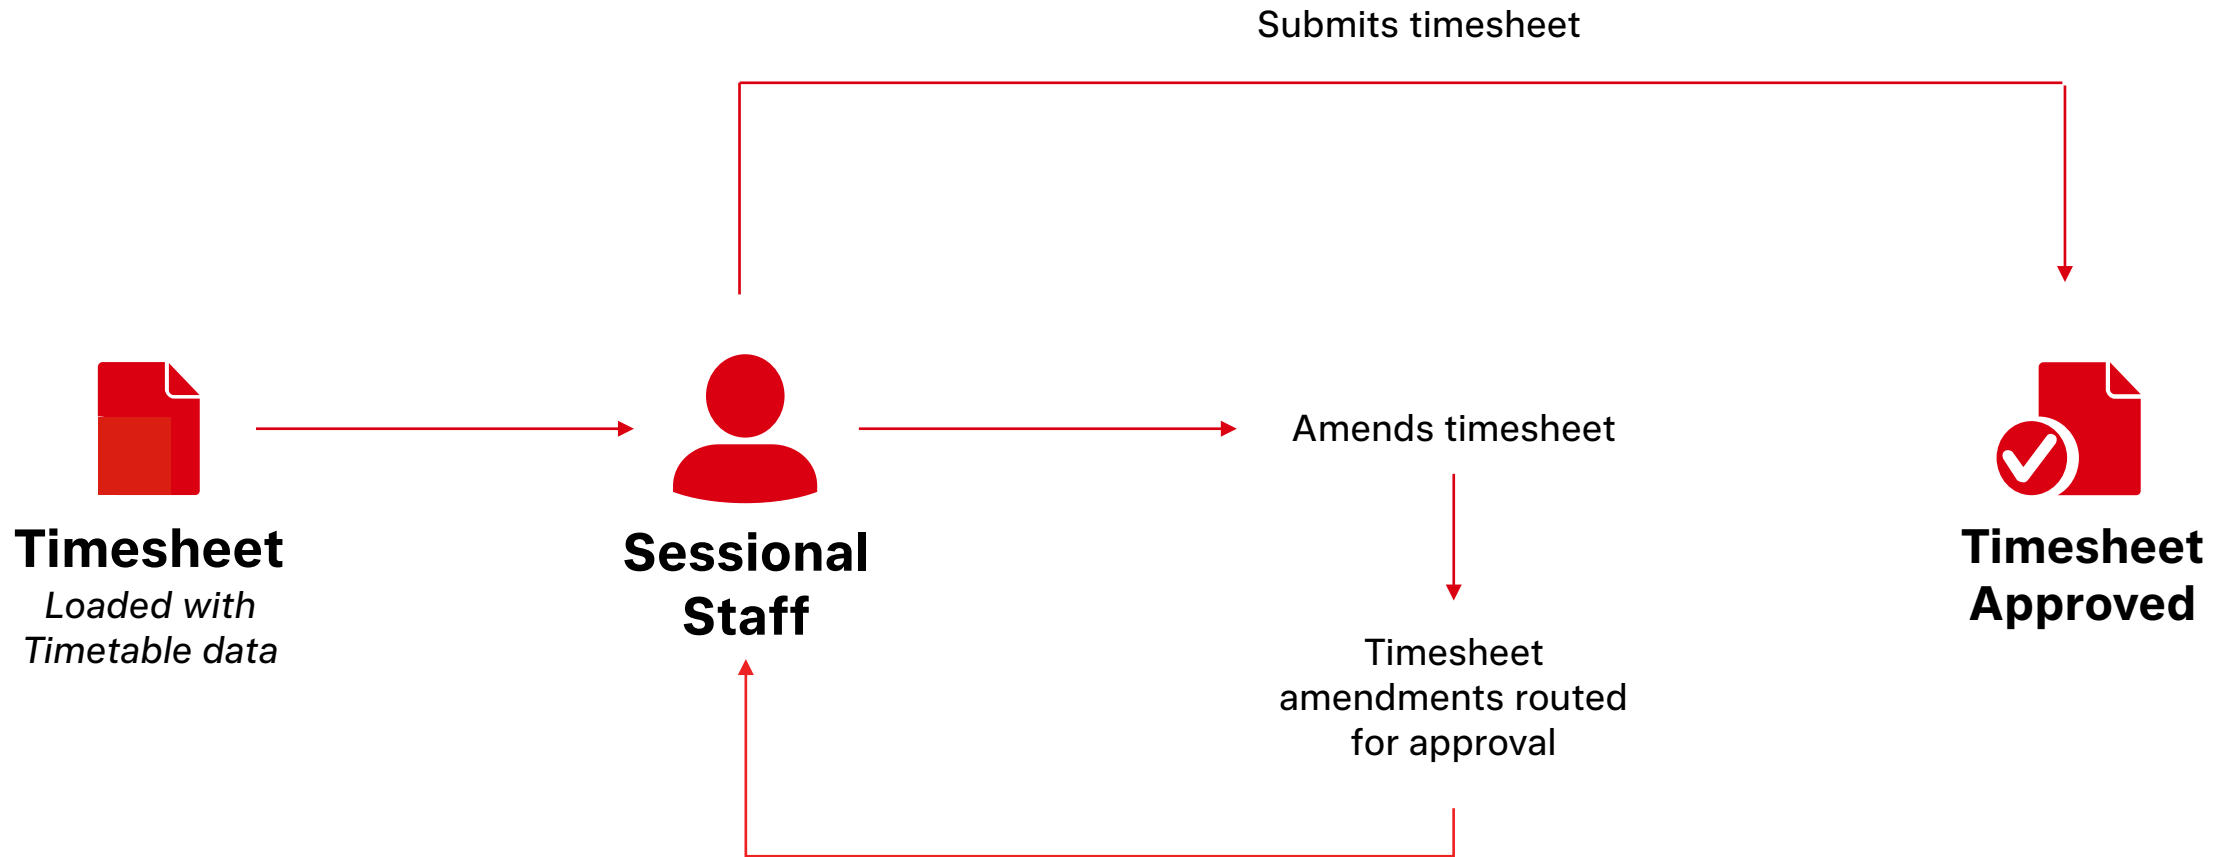 Submits timesheet
Timesheet
Loaded with
Timetable data
Sessional
Staff
Amends timesheet
Timesheet
amendments routed
for approval
Timesheet
Approved